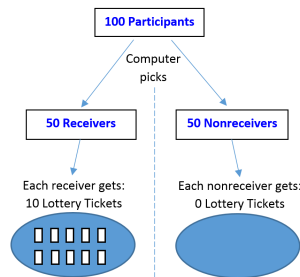 100 Participants
Computer
picks
50 Receivers
50 Nonreceivers
Each receiver gets:
10 Lottery Tickets
Each nonreceiver gets:
0 Lottery Tickets